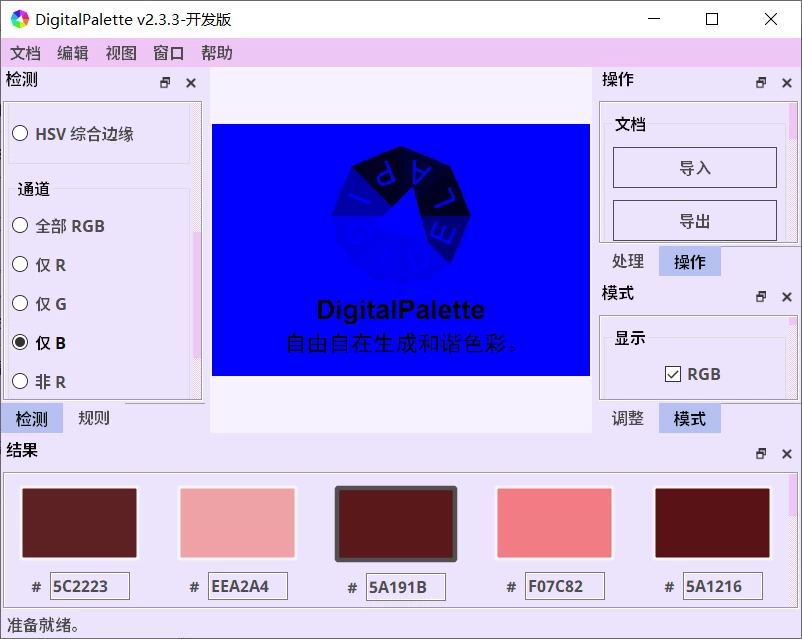 DigitalPalette v2.3.3-开发版
文档 编辑 视图 窗口 帮助
检测
HSV 综合边缘
通道
全部 RGB
仅 R
仅 G
仅 B
非 R
检测 规则
DIGITAL PAL
DigitalPalette
自由自在生成和谐色彩。
操作
文档
导入
导出
处理 操作
模式
显示
RGB
调整 模式
结果
# 5C2223
# EEA2A4
# 5A191B
# F07C82
# 5A1216
准备就绪。